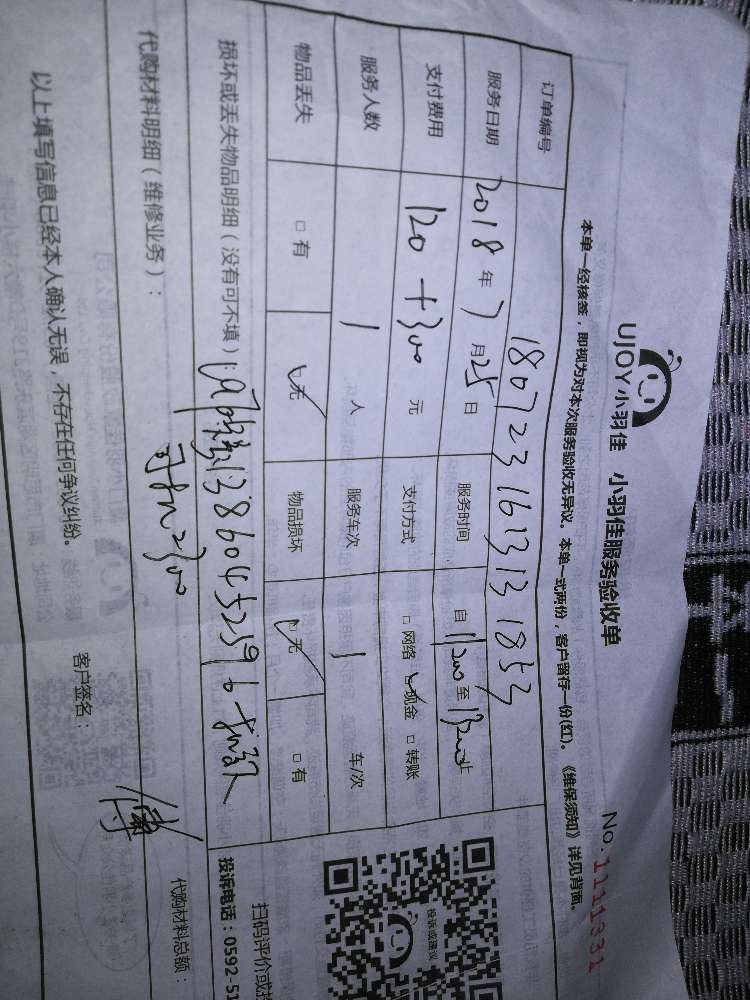 UJOY小羽佳 小羽佳服务验收单
No.1111331
本单一经核签，即视为对本次服务验收无异议。本单一式两份，客户留存一份(红)。《维保须知》详见背面。
订单编号 1807231613131853
服务日期 2018年7月25日 服务时间 自 至 止
支付费用 120+300元 支付方式 □网络 ☑现金 □转账
服务人数 1人 服务车次 1 车/次
物品丢失 □有 ☑无 物品损坏 ☑无 □有
损坏或丢失物品明细（没有可不填）： 13860452596
300
代购材料明细（维修业务）：
代购材料总额：
以上填写信息已经本人确认无误，不存在任何争议纠纷。
客户签名：
投诉或建议
扫码评价或
投诉电话：0592-51